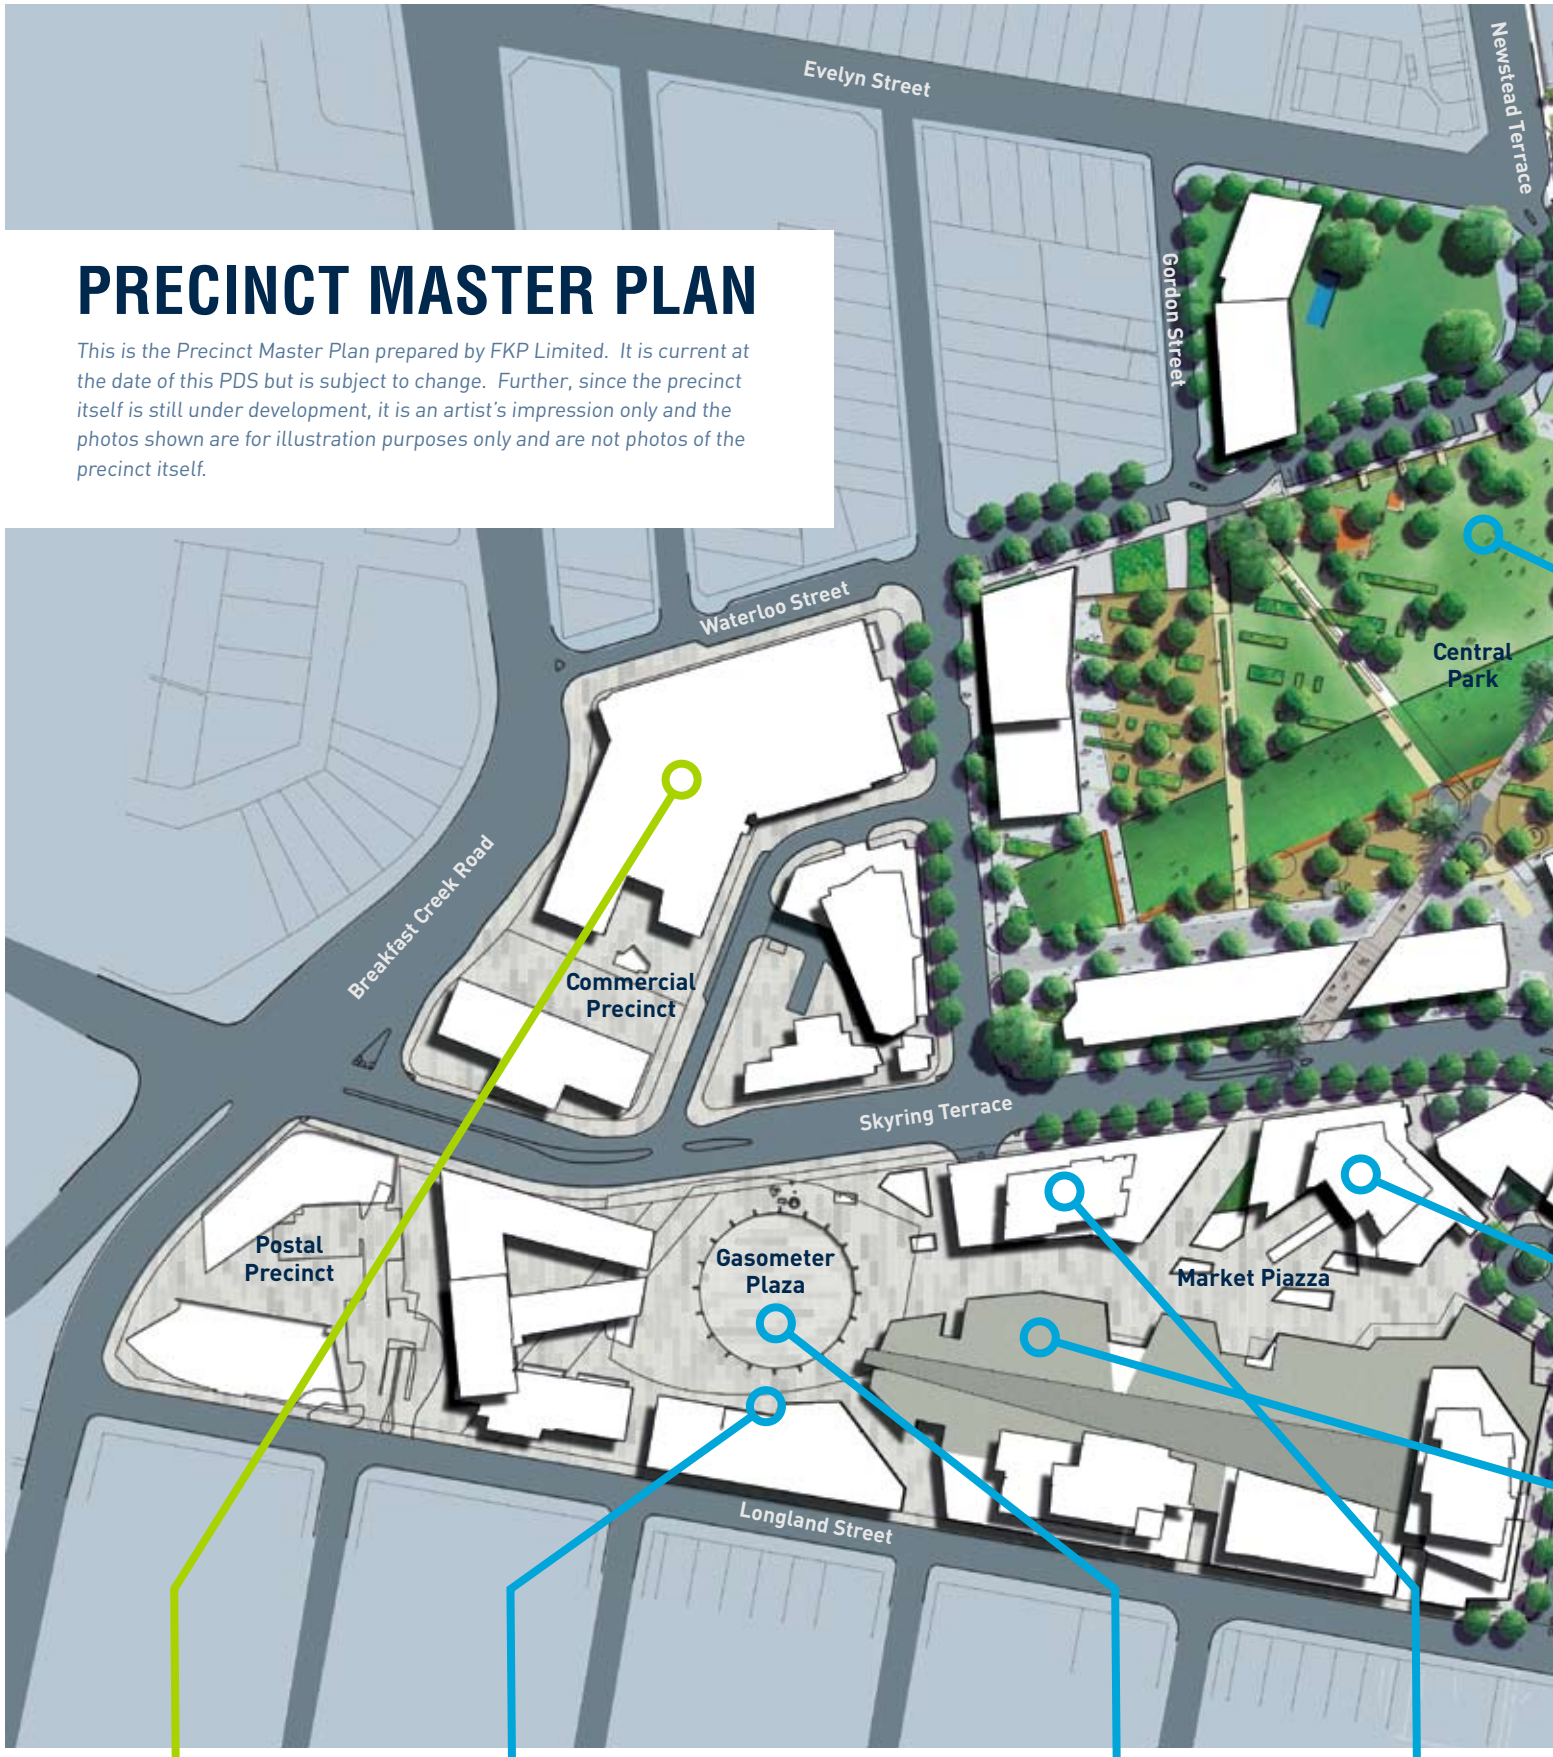 Evelyn Street
Newstead Terrace
PRECINCT MASTER PLAN
This is the Precinct Master Plan prepared by FKP Limited.  It is current at
the date of this PDS but is subject to change.  Further, since the precinct
itself is still under development, it is an artist's impression only and the
photos shown are for illustration purposes only and are not photos of the
precinct itself.
Gordon Street
Waterloo Street
Central
Park
Breakfast Creek Road
Commercial
Precinct
Skyring Terrace
Postal
Precinct
Gasometer
Plaza
Market Piazza
Longland Street